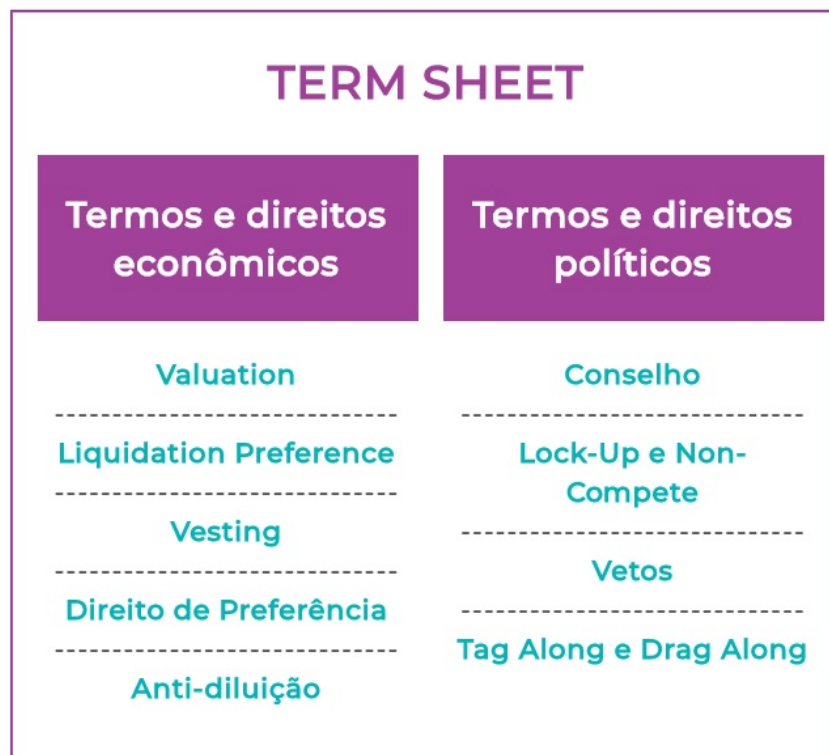 TERM SHEET
Termos e direitos
econômicos
Valuation
Liquidation Preference
Vesting
Direito de Preferência
Anti-diluição
Termos e direitos
políticos
Conselho
Lock-Up e Non-
Compete
Vetos
Tag Along e Drag Along